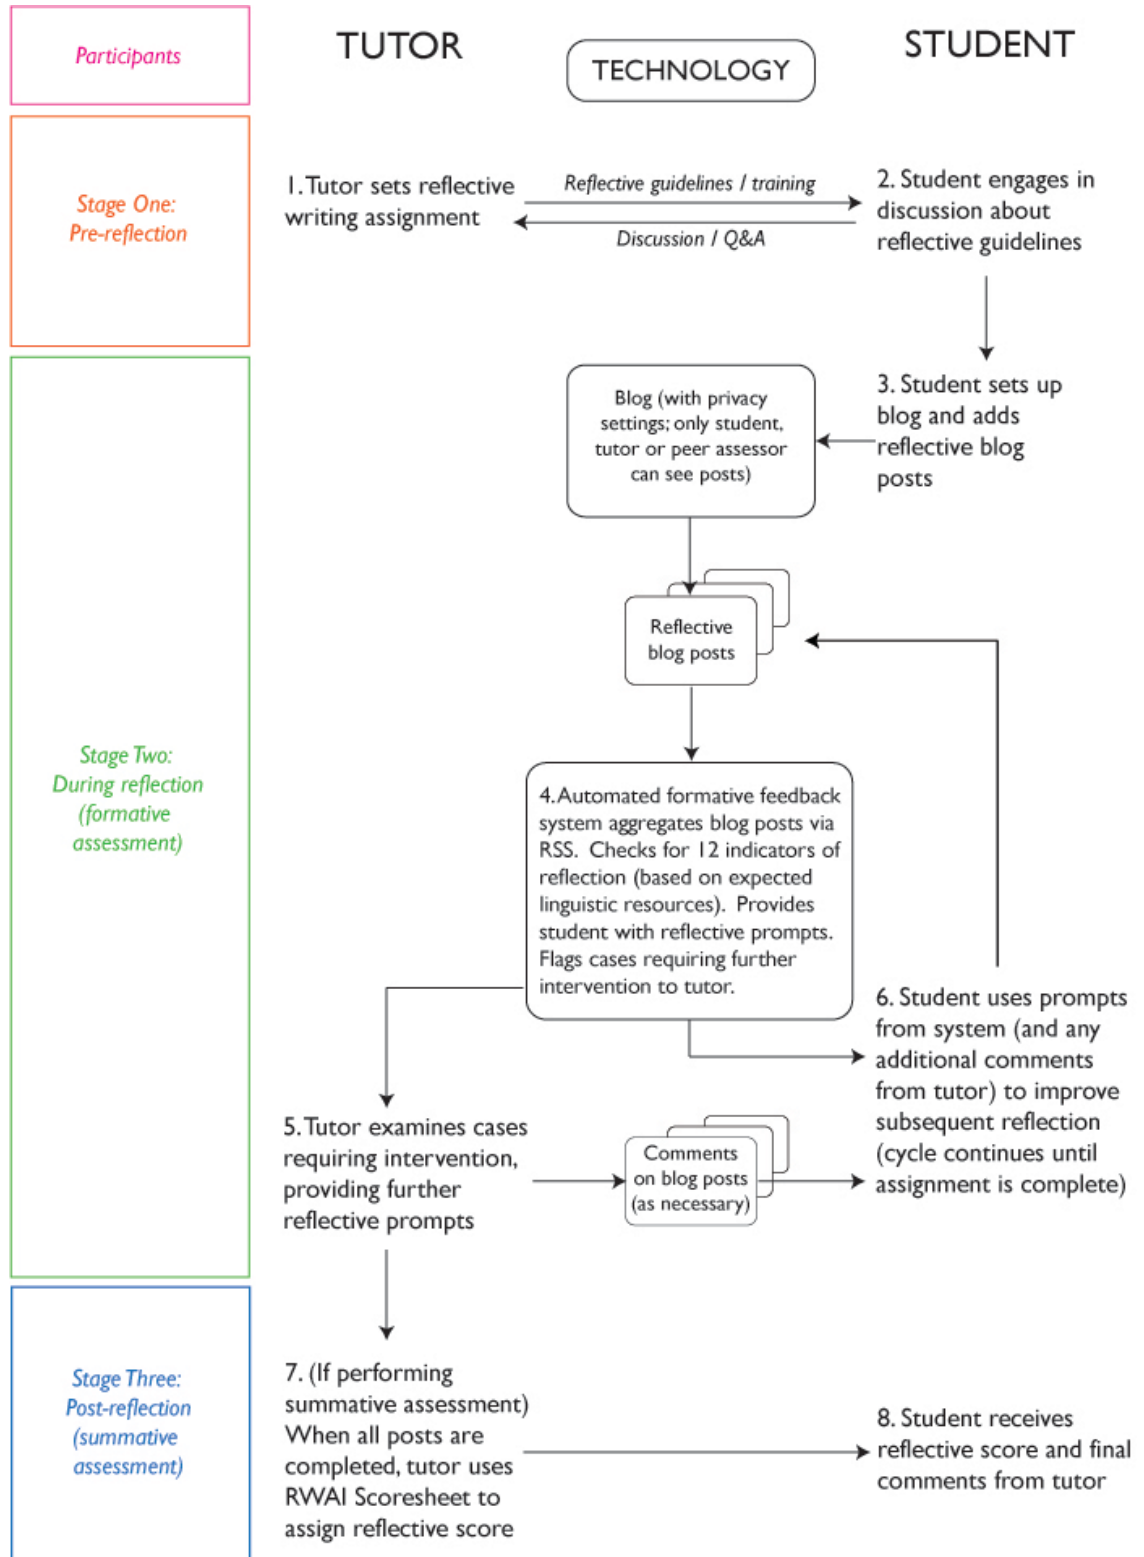 Participants
TUTOR
TECHNOLOGY
STUDENT
Stage One:
Pre-reflection
1. Tutor sets reflective
writing assignment
Reflective guidelines / training
Discussion / Q&A
2. Student engages in
discussion about
reflective guidelines
Stage Two:
During reflection
(formative
assessment)
Blog (with privacy
settings; only student,
tutor or peer assessor
can see posts)
3. Student sets up
blog and adds
reflective blog
posts
Reflective
blog posts
4. Automated formative feedback
system aggregates blog posts via
RSS. Checks for 12 indicators of
reflection (based on expected
linguistic resources). Provides
student with reflective prompts.
Flags cases requiring further
intervention to tutor.
5. Tutor examines cases
requiring intervention,
providing further
reflective prompts
Comments
on blog posts
(as necessary)
6. Student uses prompts
from system (and any
additional comments
from tutor) to improve
subsequent reflection
(cycle continues until
assignment is complete)
Stage Three:
Post-reflection
(summative
assessment)
7. (If performing
summative assessment)
When all posts are
completed, tutor uses
RWAI Scoresheet to
assign reflective score
8. Student receives
reflective score and final
comments from tutor